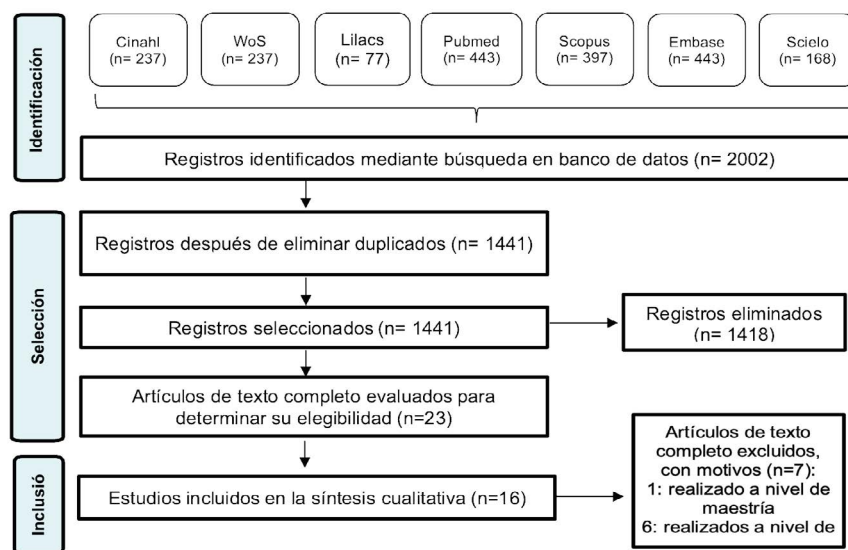 Identificación
Cinahl
(n= 237)
WoS
(n= 237)
Lilacs
(n= 77)
Pubmed
(n= 443)
Scopus
(n= 397)
Embase
(n= 443)
Scielo
(n= 168)
Registros identificados mediante búsqueda en banco de datos (n= 2002)
Selección
Registros después de eliminar duplicados (n= 1441)
Registros seleccionados (n= 1441)
Registros eliminados
(n= 1418)
Artículos de texto completo evaluados para
determinar su elegibilidad (n=23)
Inclusió
Estudios incluidos en la síntesis cualitativa (n=16)
Artículos de texto
completo excluidos,
con motivos (n=7):
1: realizado a nivel de
maestría
6: realizados a nivel de